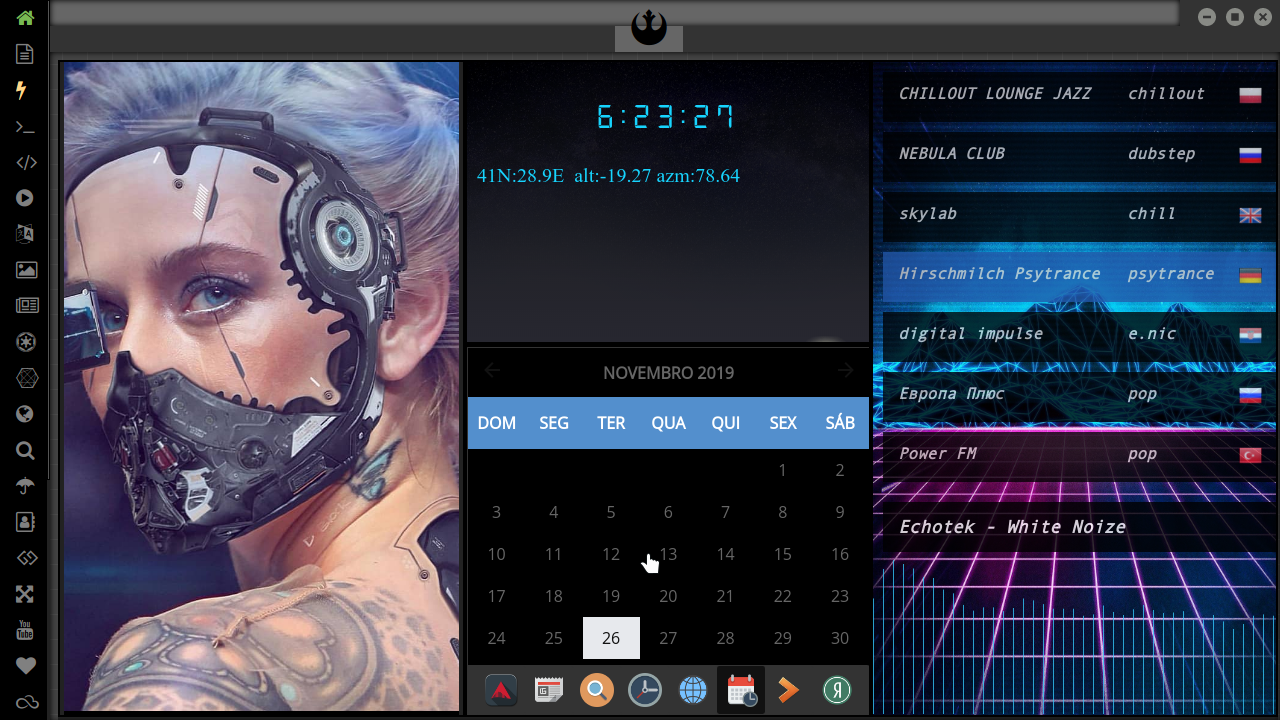 6:23:27
41N:28.9E alt:-19.27 azm:78.64
NOVEMBRO 2019
DOM SEG TER QUA QUI SEX SÁB
1 2
3 4 5 6 7 8 9
10 11 12 13 14 15 16
17 18 19 20 21 22 23
24 25 26 27 28 29 30
CHILLOUT LOUNGE JAZZ chillout
NEBULA CLUB dubstep
skylab chill
Hirschmilch Psytrance psytrance
digital impulse e.nic
Европа Плюс pop
Power FM pop
Echotek - White Noize
You
Tube
Я